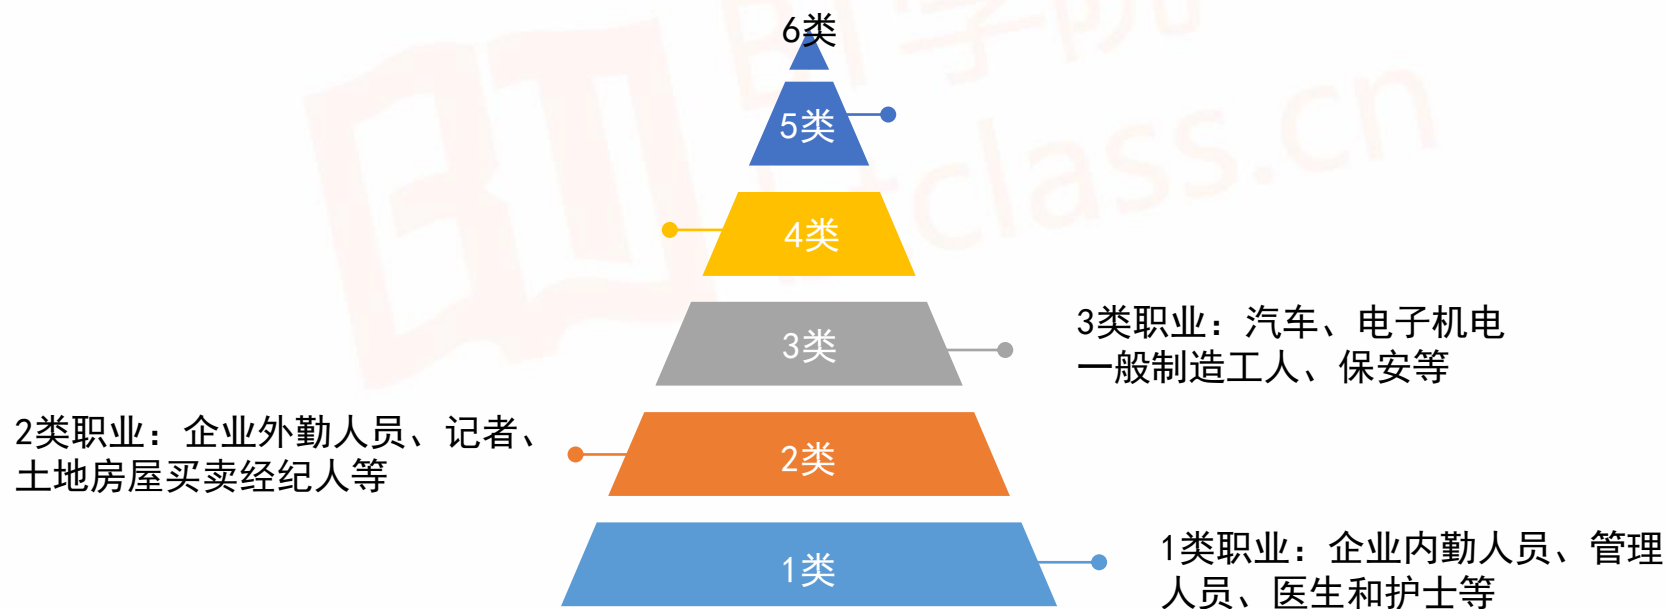 6类
5类
4类
3类
3类职业：汽车、电子机电
一般制造工人、保安等
2类职业：企业外勤人员、记者、
土地房屋买卖经纪人等
2类
1类
1类职业：企业内勤人员、管理
人员、医生和护士等